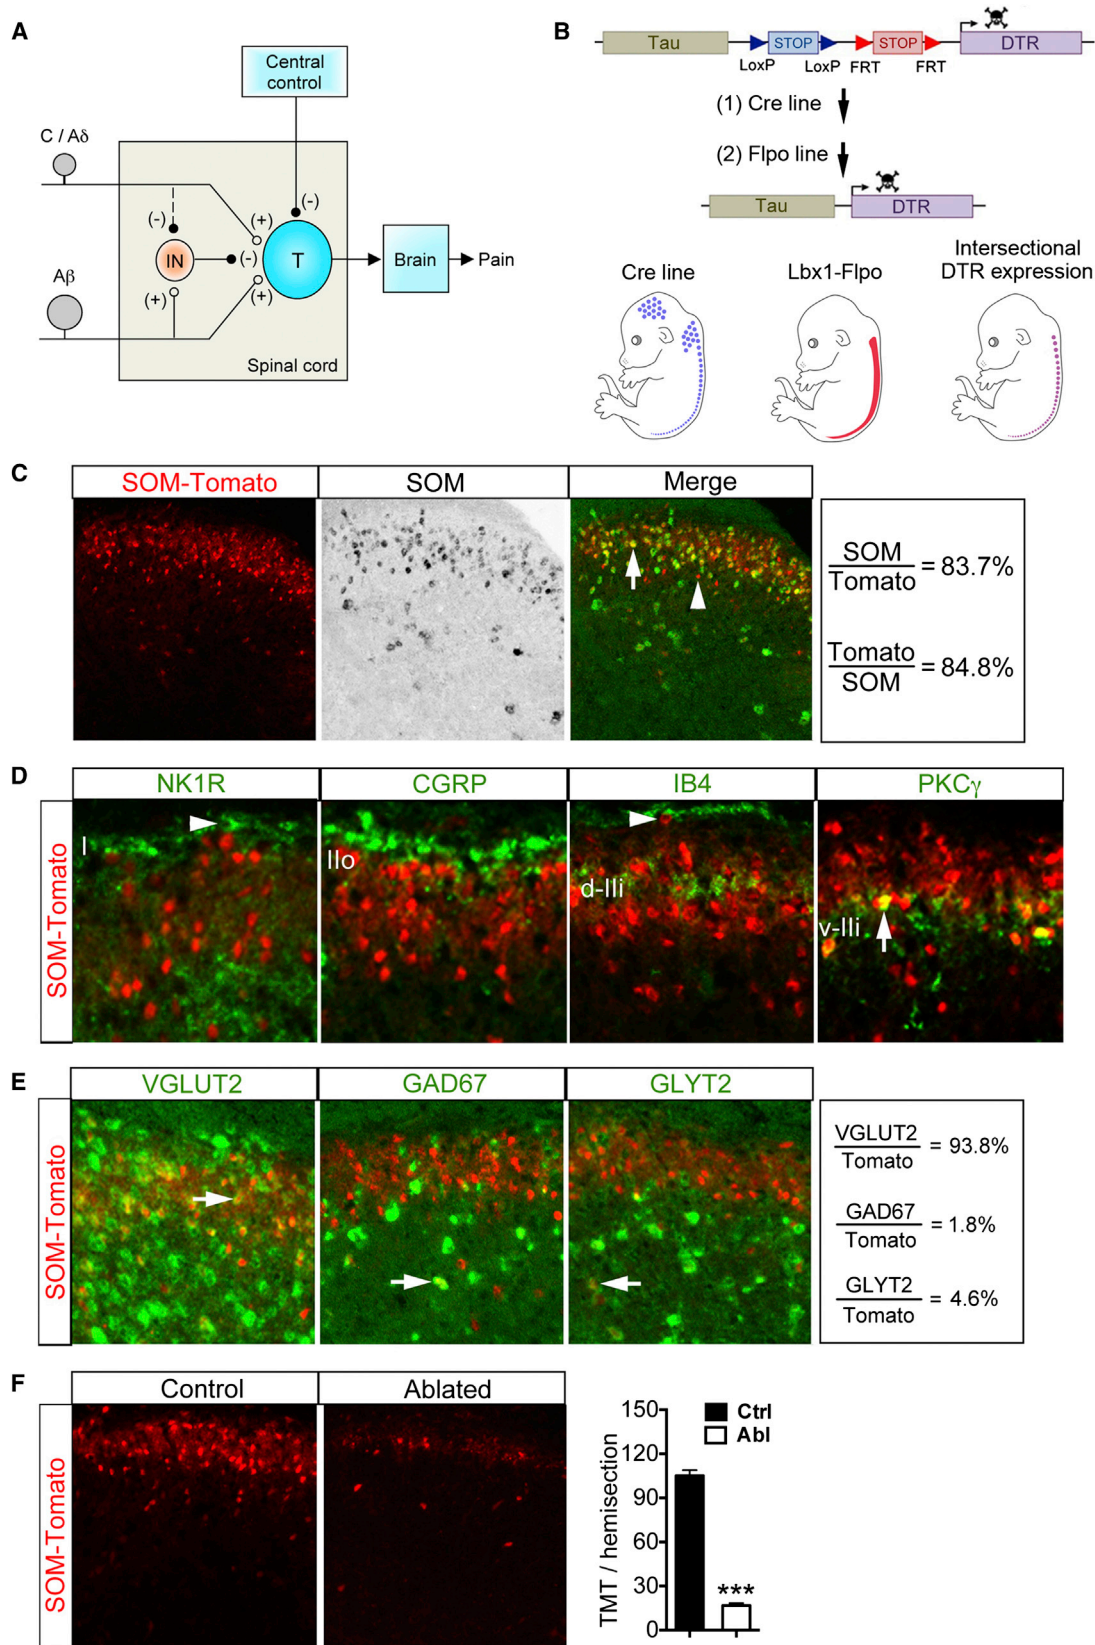 A
Central
control
C / Aδ
(-)
(+)
(-)
IN
(-)
T
Brain
Pain
Aβ
(+)
(+)
Spinal cord
B
Tau
STOP
STOP
DTR
LoxP
LoxP
FRT
FRT
(1) Cre line
(2) Flpo line
Tau
DTR
Cre line
Lbx1-Flpo
Intersectional
DTR expression
C
SOM-Tomato
SOM
Merge
SOM
Tomato
= 83.7%
Tomato
SOM
= 84.8%
D
NK1R
CGRP
IB4
PKCγ
SOM-Tomato
I
IIo
d-IIi
v-IIi
E
VGLUT2
GAD67
GLYT2
SOM-Tomato
VGLUT2
Tomato
= 93.8%
GAD67
Tomato
= 1.8%
GLYT2
Tomato
= 4.6%
F
Control
Ablated
SOM-Tomato
TMT / hemisection
150
120
90
60
30
0
Ctrl
Abl
***